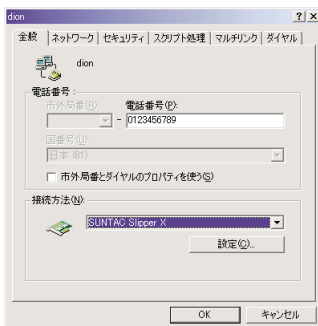 dion
全般 ネットワーク セキュリティ スクリプト処理 マルチリンク ダイヤル
dion
電話番号:
市外局番(R): 電話番号(P):
- 0123456789
国番号(U):
日本 (81)
市外局番とダイヤルのプロパティを使う(S)
接続方法(N):
SUNTAC Slipper X
設定(C)...
OK キャンセル